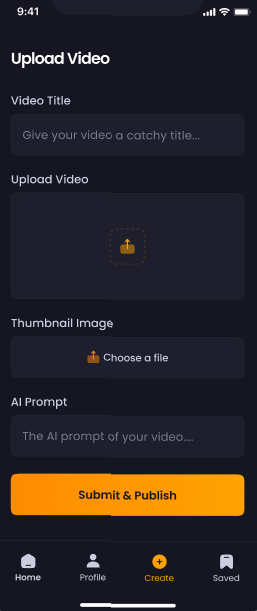 9:41
Upload Video
Video Title
Give your video a catchy title...
Upload Video
Thumbnail Image
Choose a file
AI Prompt
The AI prompt of your video....
Submit & Publish
Home Profile Create Saved